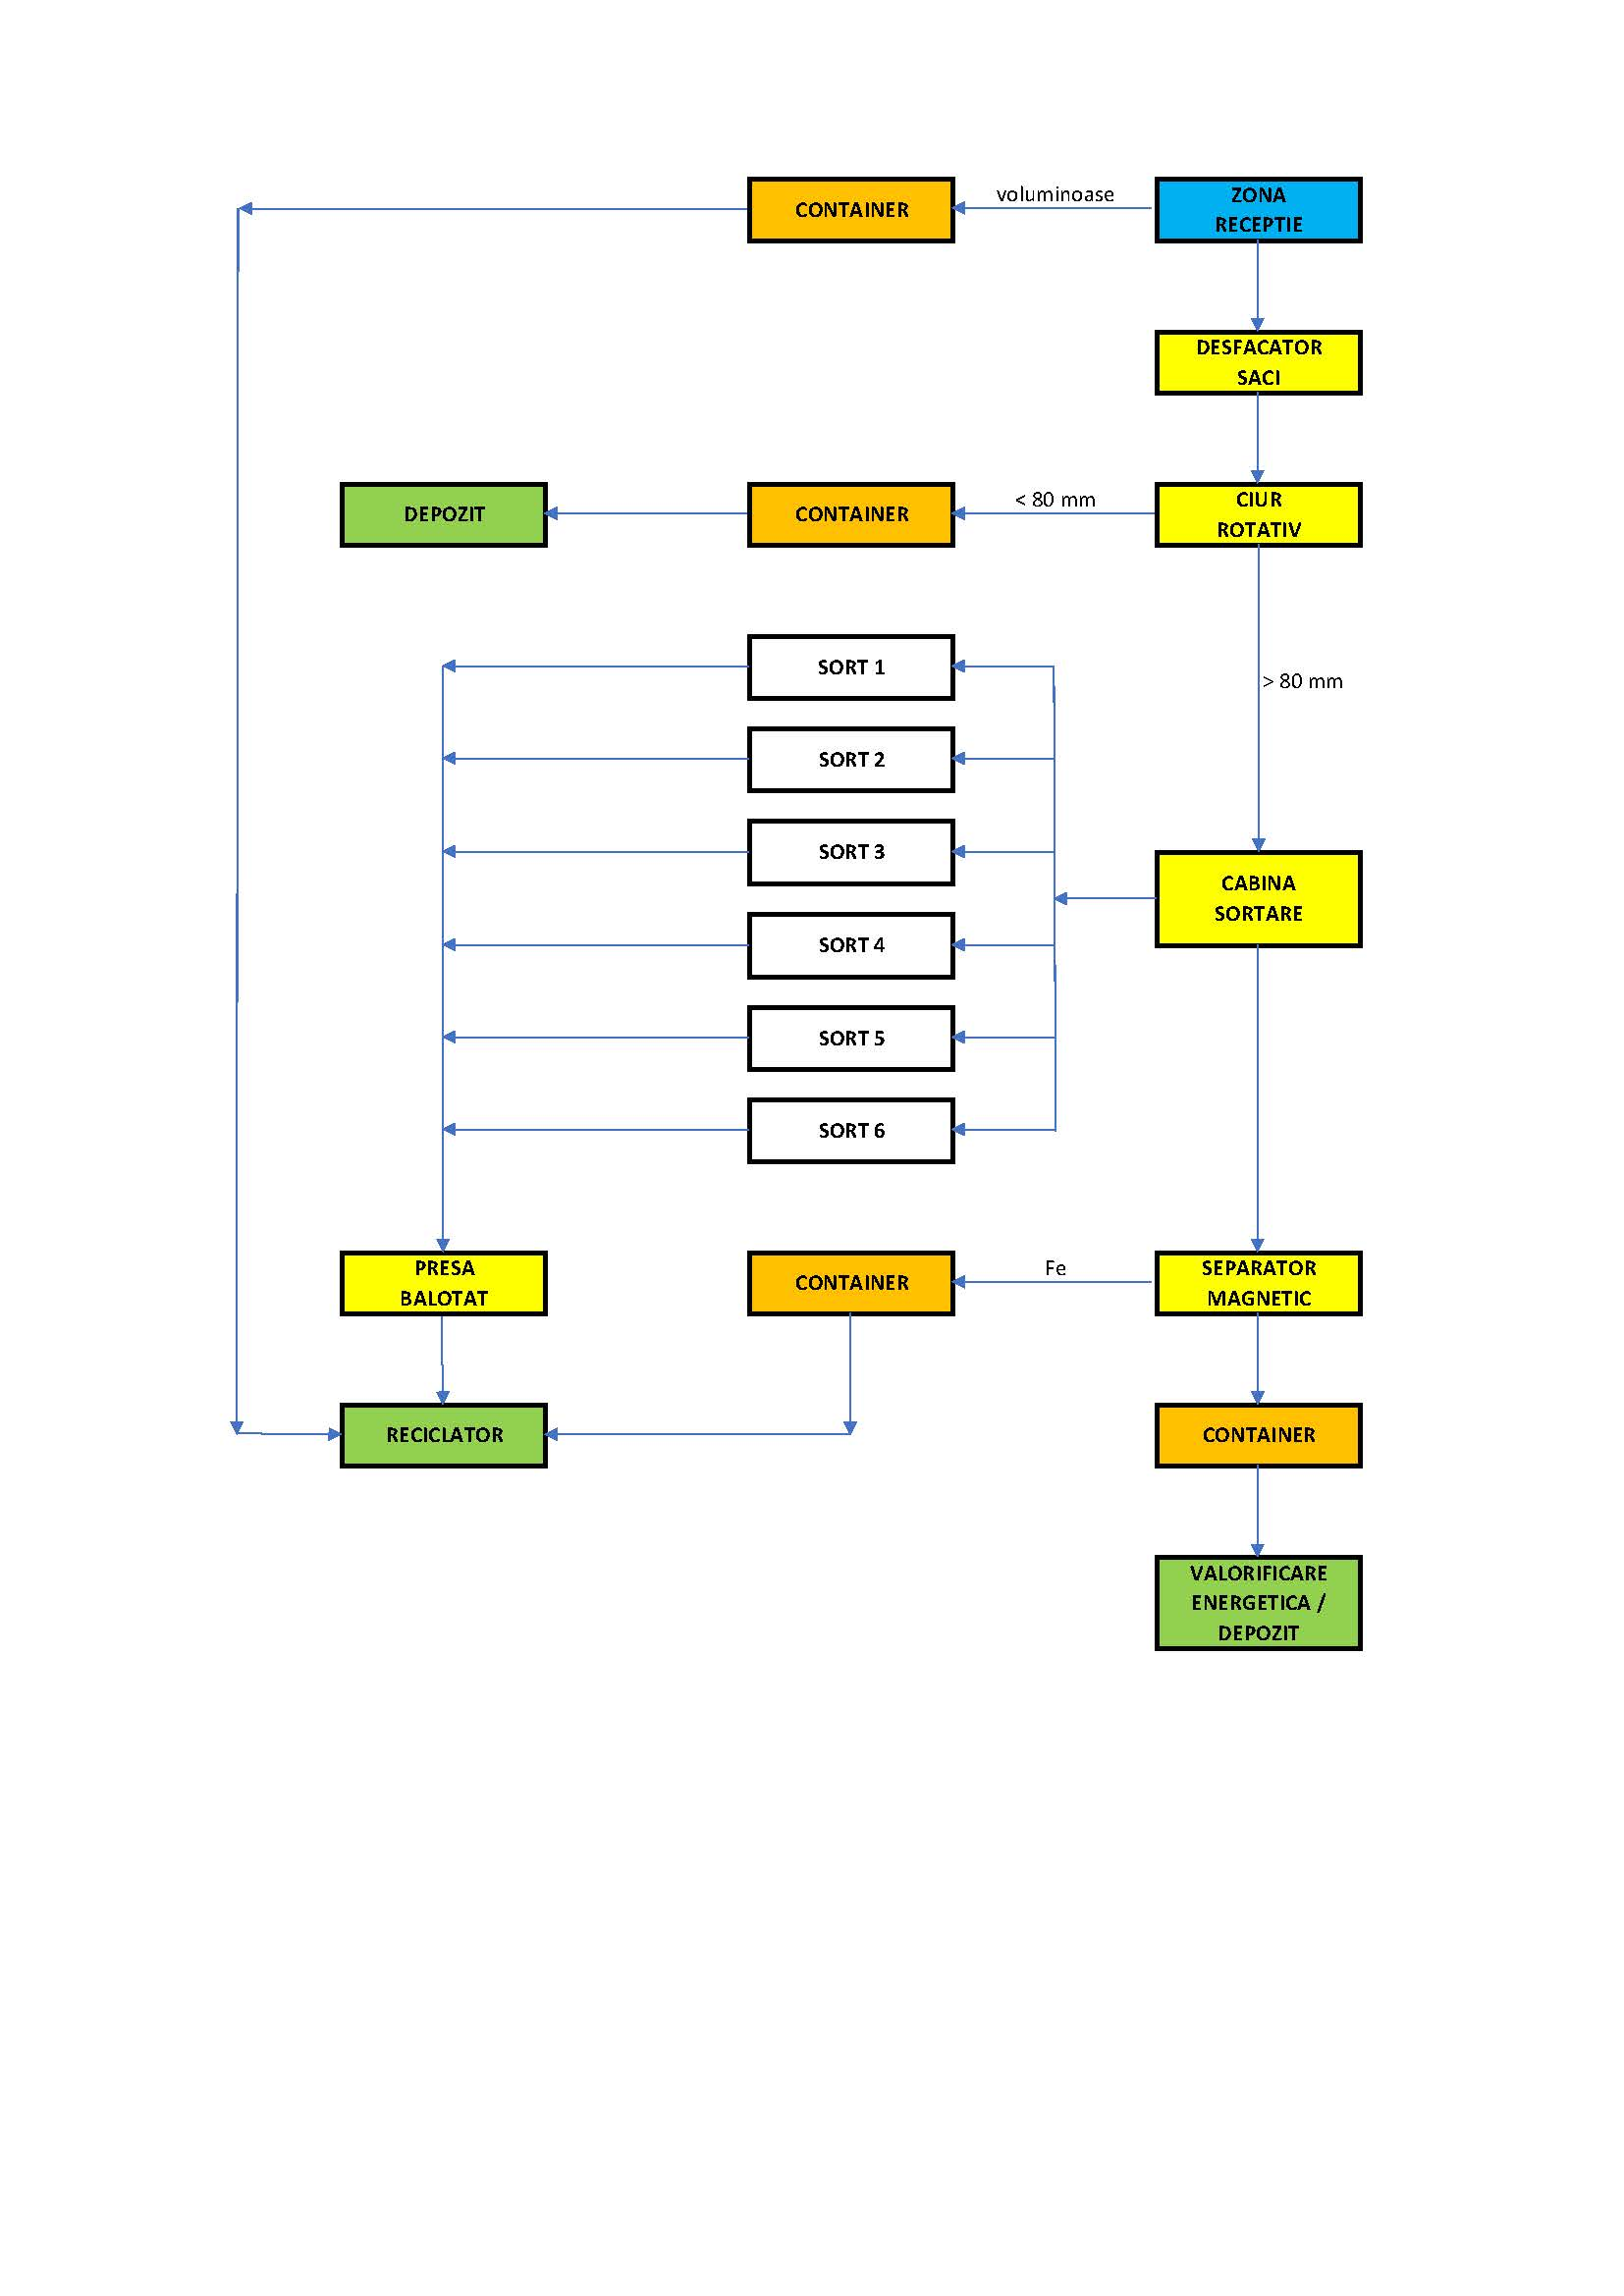 CONTAINER
voluminoase
ZONA
RECEPTIE
DESFACATOR
SACI
DEPOZIT
CONTAINER
< 80 mm
CIUR
ROTATIV
SORT 1
> 80 mm
SORT 2
SORT 3
CABINA
SORTARE
SORT 4
SORT 5
SORT 6
PRESA
BALOTAT
CONTAINER
Fe
SEPARATOR
MAGNETIC
RECICLATOR
CONTAINER
VALORIFICARE
ENERGETICA /
DEPOZIT